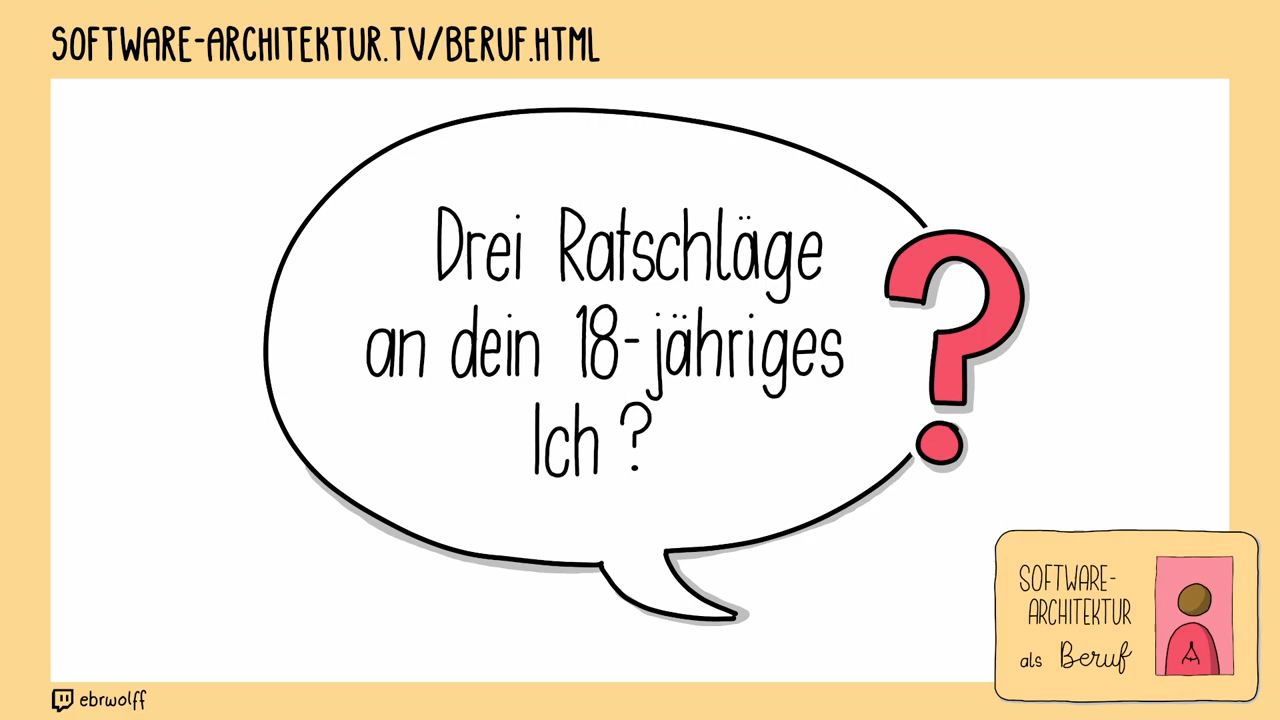 SOFTWARE-ARCHITEKTUR.TV/BERUF.HTML
Drei Ratschläge
an dein 18-jähriges
Ich ?
SOFTWARE-
ARCHITEKTUR
als Beruf
ebrwolff